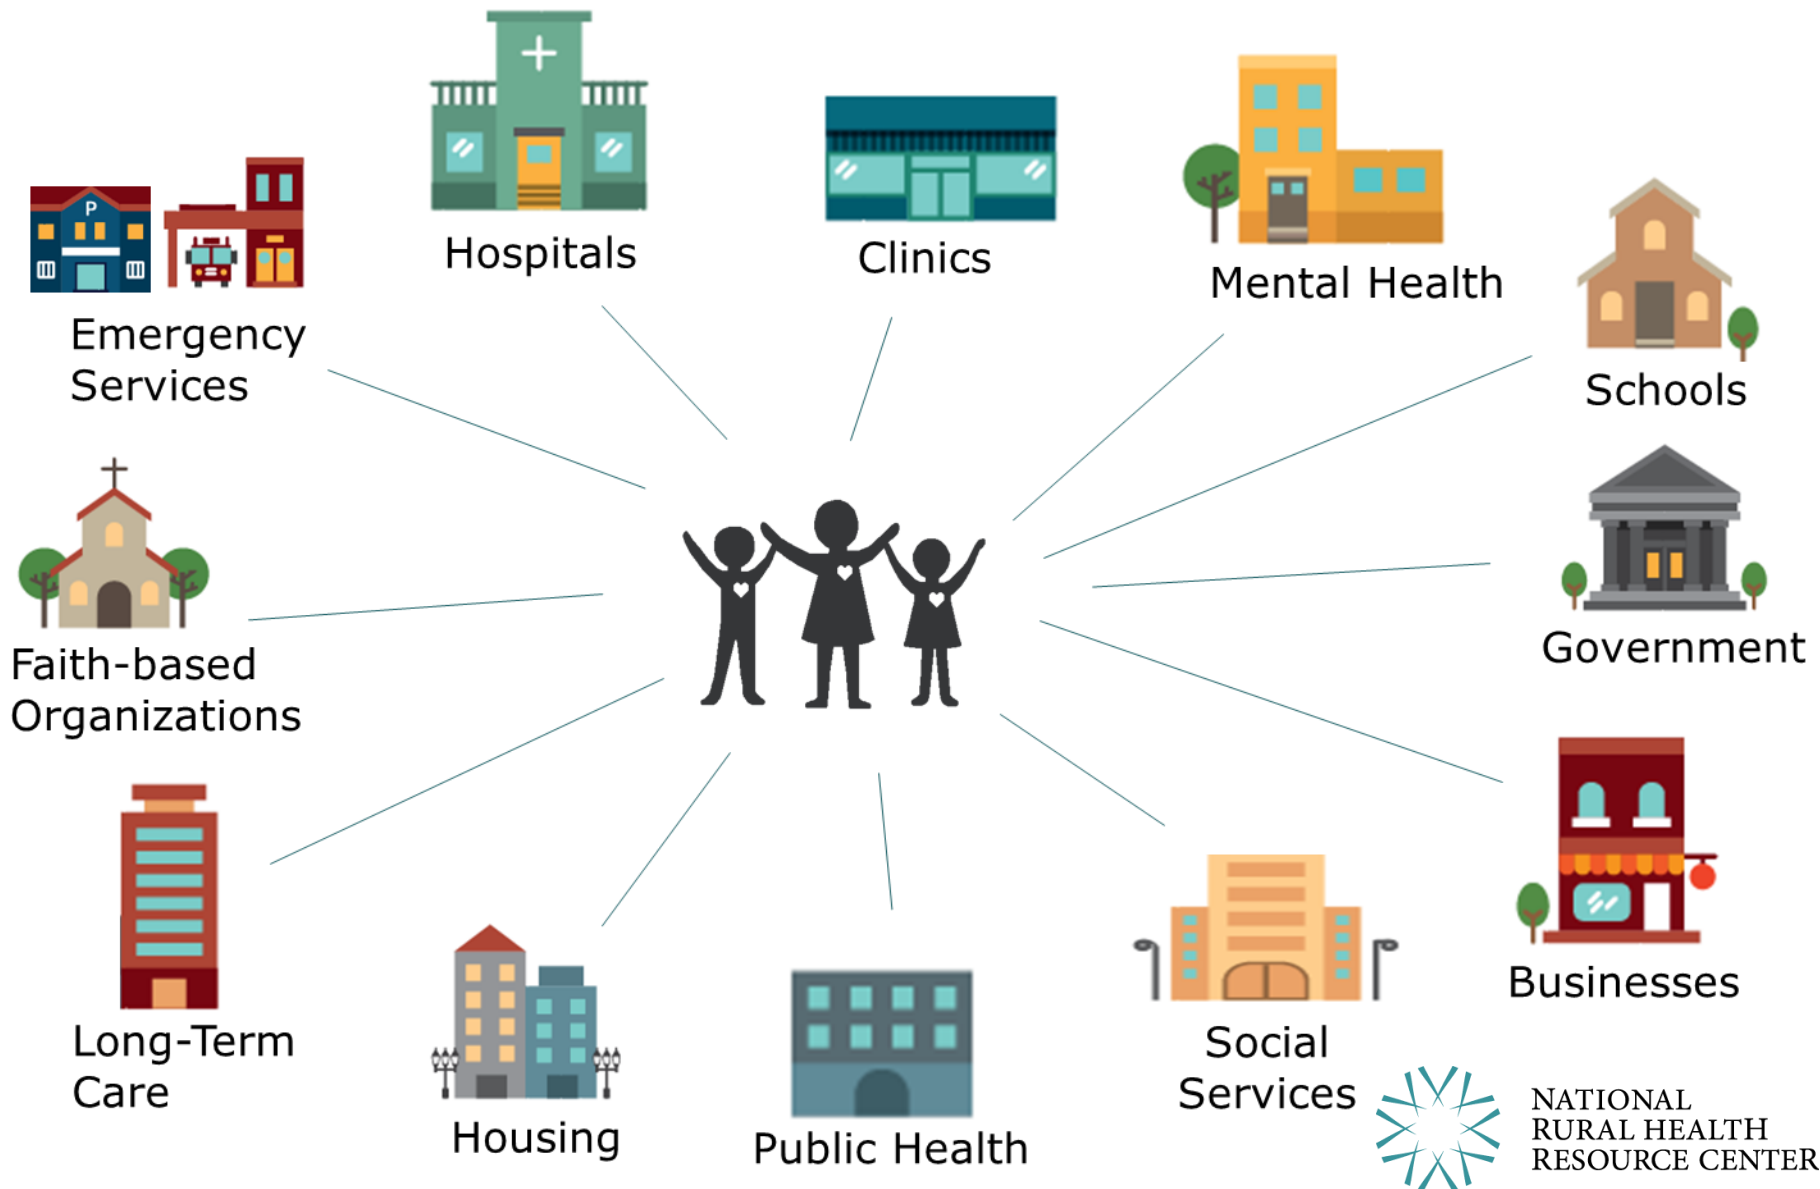 Hospitals
Clinics
Mental Health
P
Emergency
Services
Schools
Faith-based
Organizations
Government
Long-Term
Care
Housing
Public Health
Social
Services
Businesses
NATIONAL
RURAL HEALTH
RESOURCE CENTER